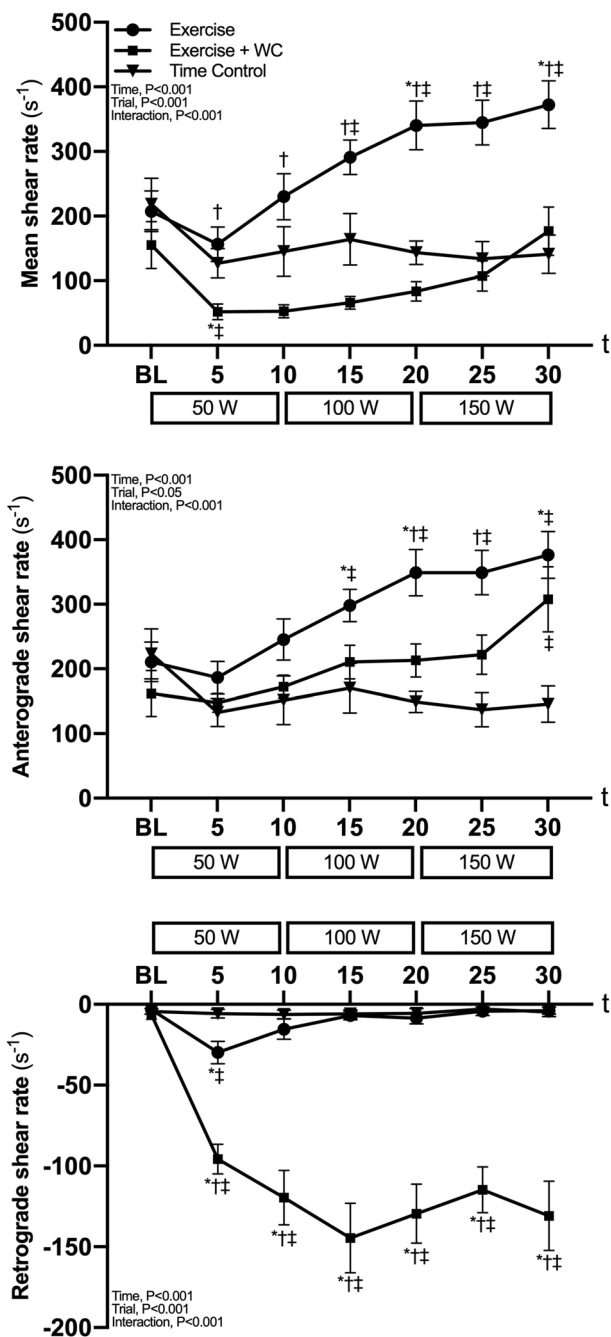 Exercise
Exercise + WC
Time Control
Time, P<0.001
Trial, P<0.001
Interaction, P<0.001
Mean shear rate (s⁻¹)
500
400
300
200
100
0
†
†
†‡
*†‡
†‡
*†‡
*‡
BL 5 10 15 20 25 30 t
50 W 100 W 150 W
Time, P<0.001
Trial, P<0.05
Interaction, P<0.001
Anterograde shear rate (s⁻¹)
500
400
300
200
100
0
*‡
*†‡
†‡
*‡
‡
BL 5 10 15 20 25 30 t
50 W 100 W 150 W
50 W 100 W 150 W
BL 5 10 15 20 25 30 t
Retrograde shear rate (s⁻¹)
0
-50
-100
-150
-200
*‡
*†‡
*†‡
*†‡
*†‡
*†‡
*†‡
Time, P<0.001
Trial, P<0.001
Interaction, P<0.001